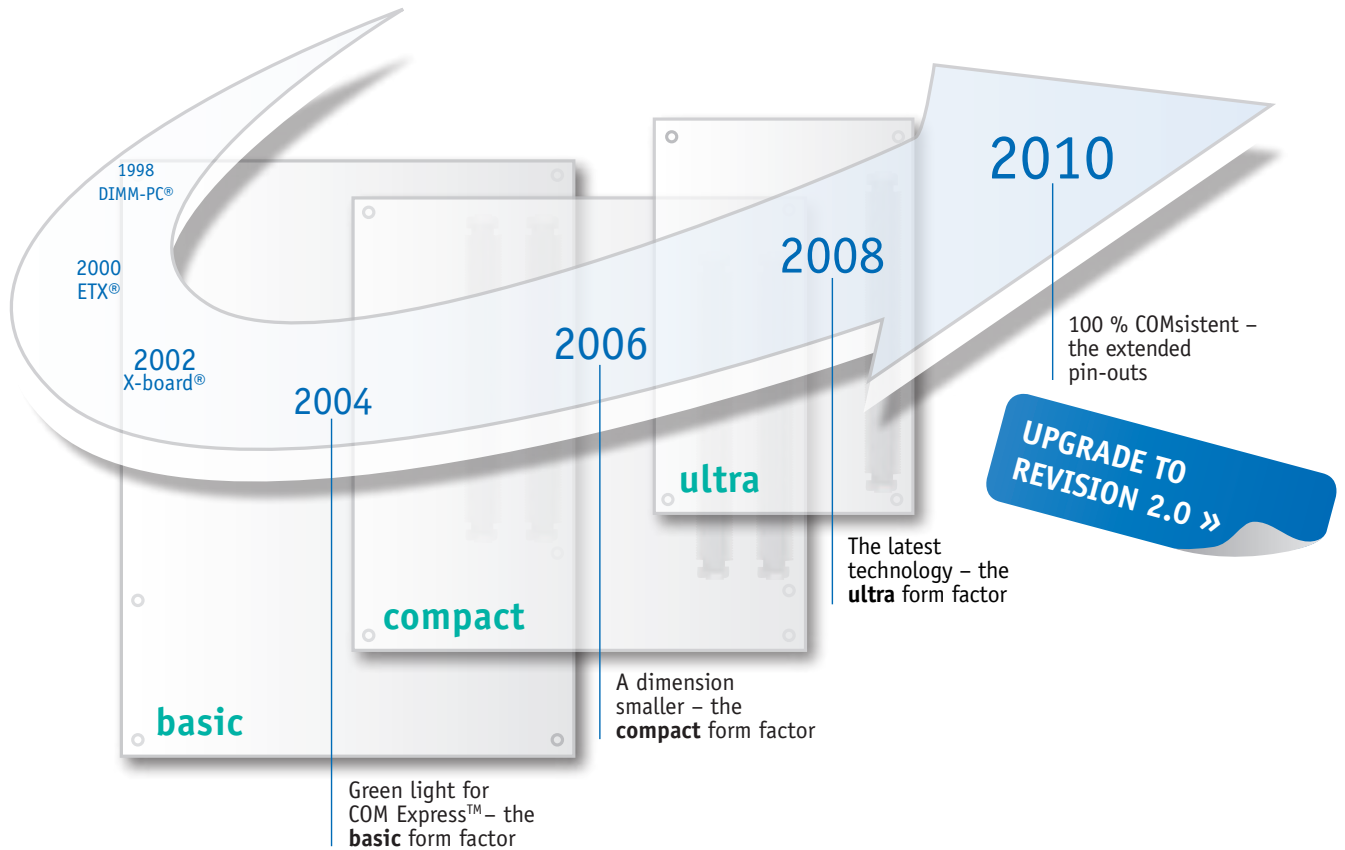 1998
DIMM-PC®
2000
ETX®
2002
X-board®
2004
2006
2008
2010
100 % COMsistent –
the extended
pin-outs
UPGRADE TO
REVISION 2.0 »
ultra
The latest
technology – the
ultra form factor
compact
A dimension
smaller – the
compact form factor
basic
Green light for
COM Express™ – the
basic form factor